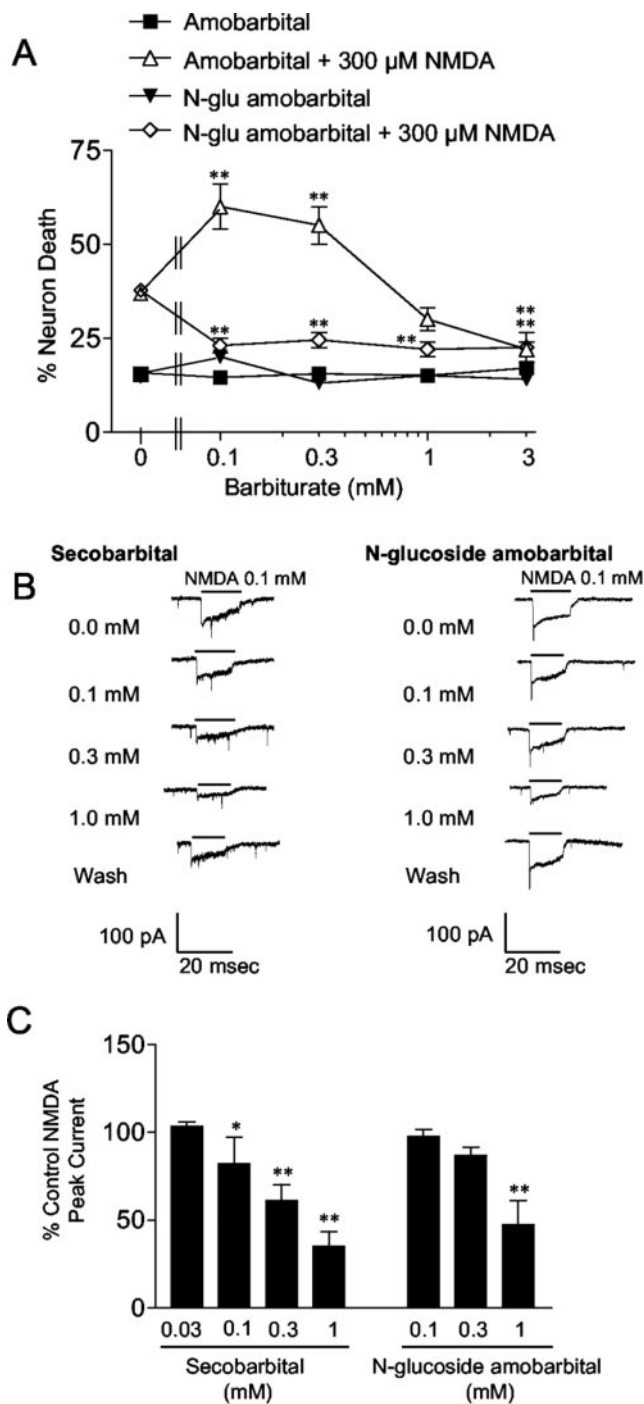 A
Amobarbital
Amobarbital + 300 µM NMDA
N-glu amobarbital
N-glu amobarbital + 300 µM NMDA
% Neuron Death
75
50
25
0
**
**
**
**
**
**
**
0
0.1
0.3
1
3
Barbiturate (mM)
B
Secobarbital
NMDA 0.1 mM
0.0 mM
0.1 mM
0.3 mM
1.0 mM
Wash
100 pA
20 msec
N-glucoside amobarbital
NMDA 0.1 mM
0.0 mM
0.1 mM
0.3 mM
1.0 mM
Wash
100 pA
20 msec
C
% Control NMDA
Peak Current
150
100
50
0
*
**
**
**
0.03 0.1 0.3 1
Secobarbital
(mM)
0.1 0.3 1
N-glucoside amobarbital
(mM)